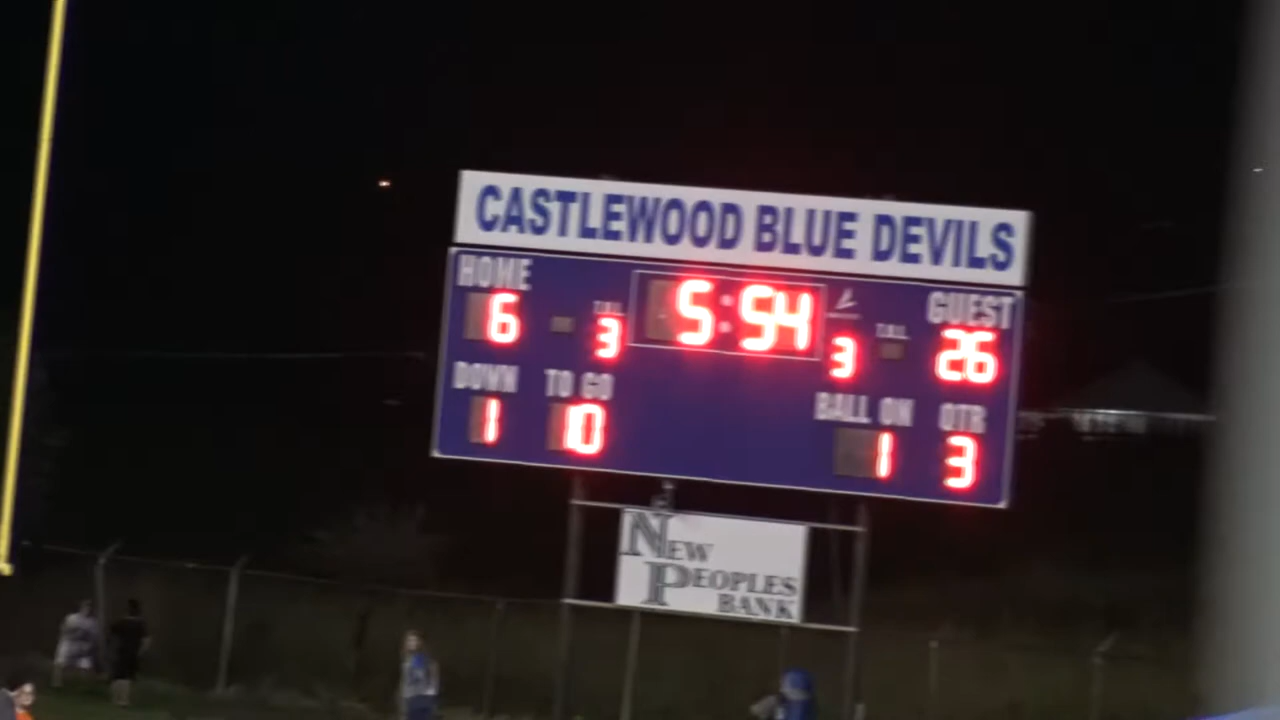 CASTLEWOOD BLUE DEVILS
HOME 5:54 GUEST
6 T.O.L. 3 3 T.O.L. 26
DOWN TO GO BALL ON QTR
1 10 1 3
NEW
PEOPLES
BANK